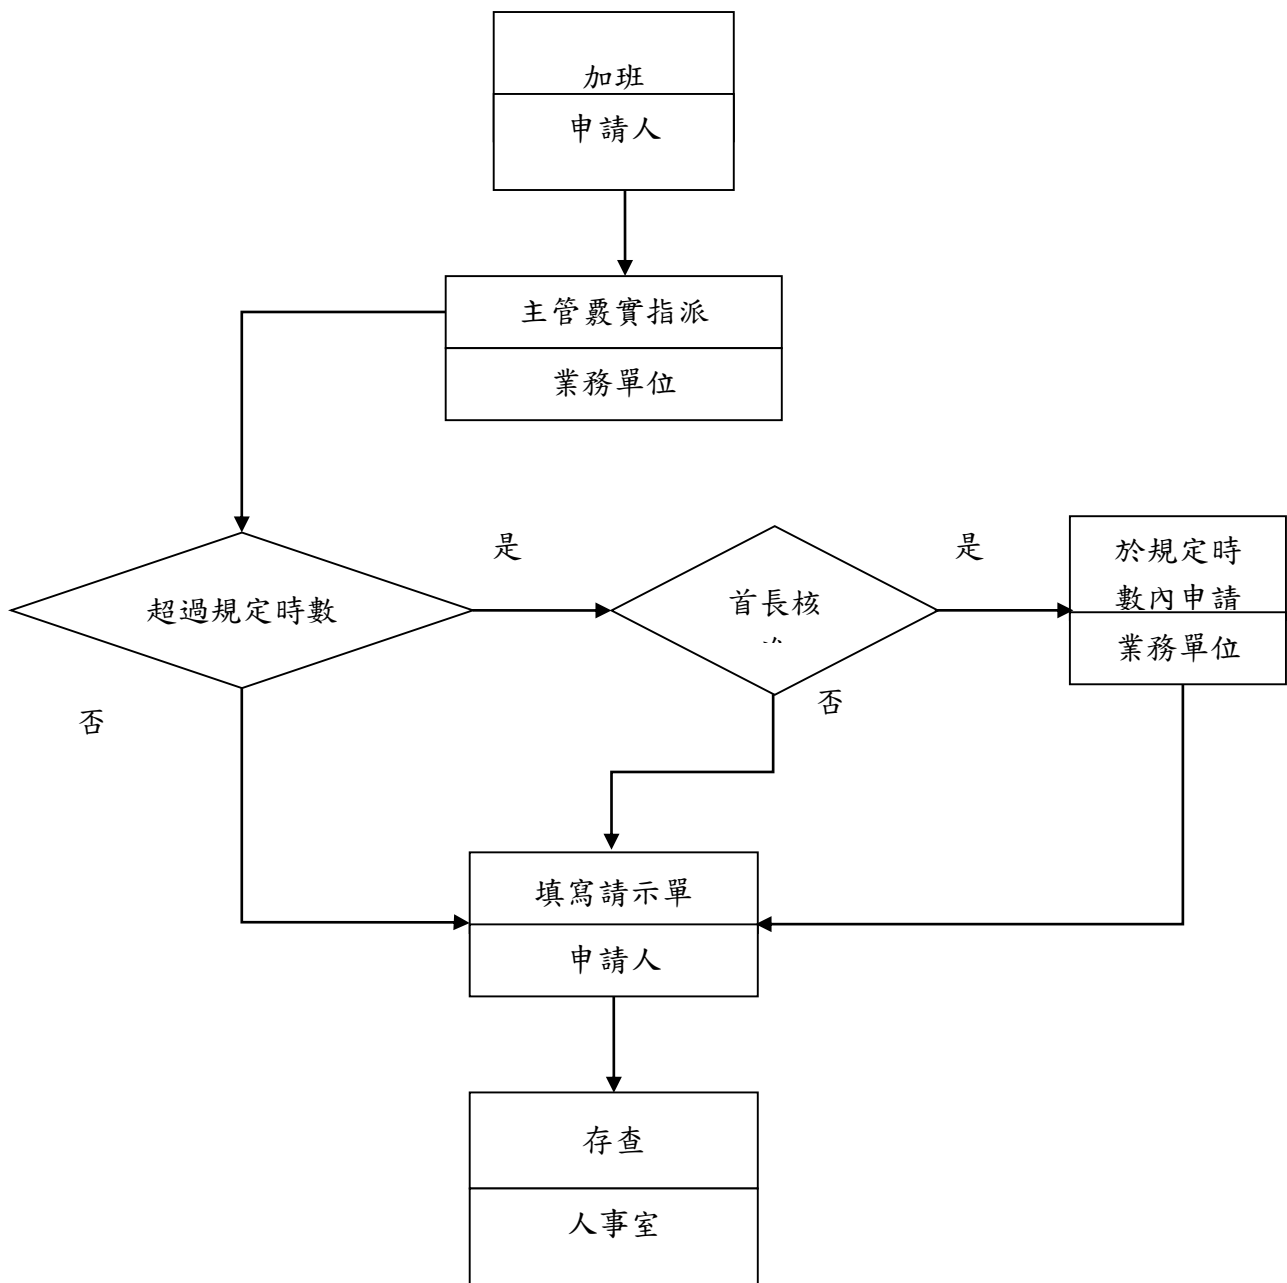 加班
申請人
主管覈實指派
業務單位
是
是
於規定時
數內申請
超過規定時數
首長核
業務單位
否
否
填寫請示單
申請人
存查
人事室